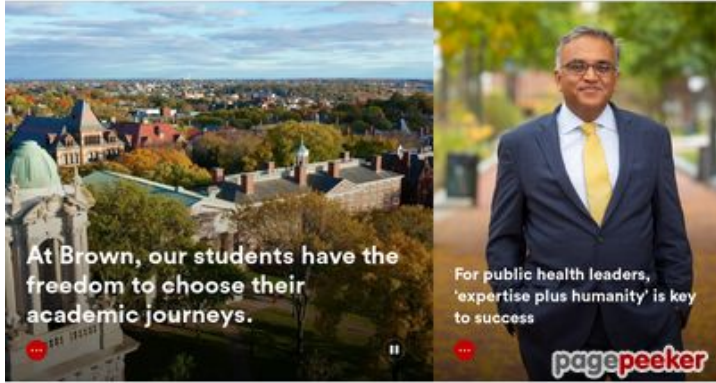 At Brown, our students have the
freedom to choose their
academic journeys.
For public health leaders,
‘expertise plus humanity’ is key
to success
pagepeeker